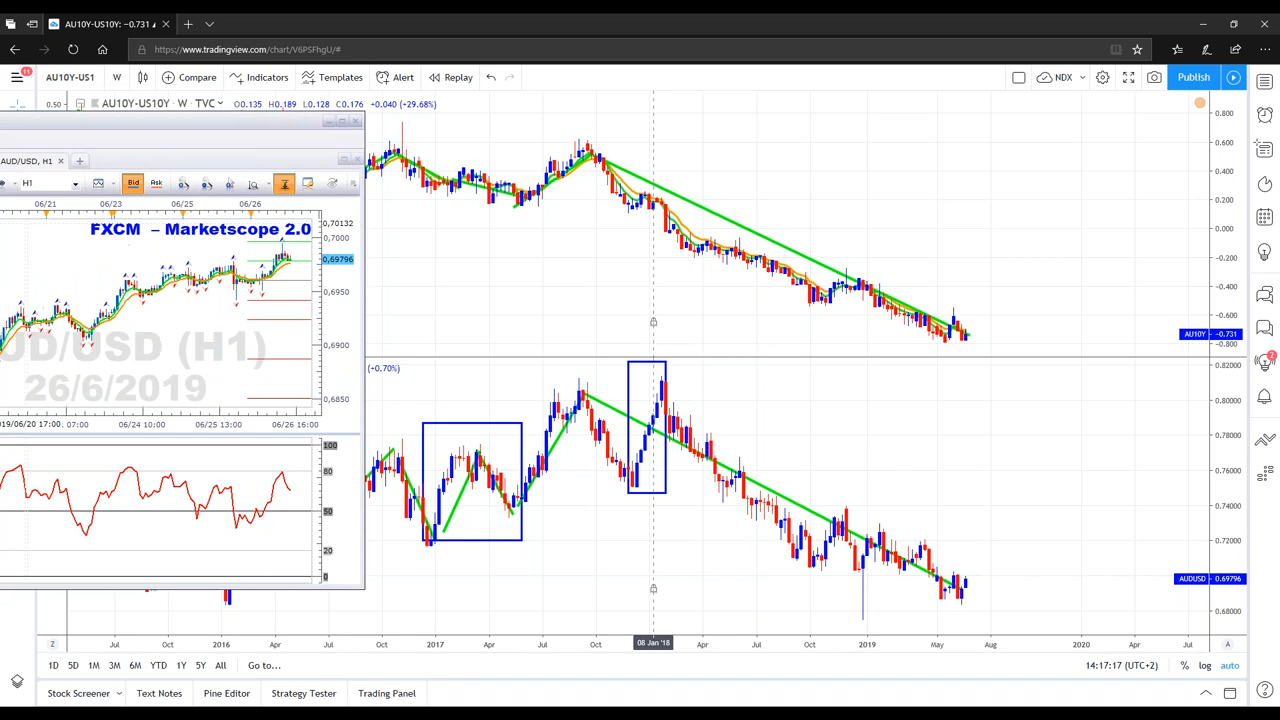 AU10Y-US10Y: −0.731 ▲
https://www.tradingview.com/chart/V6PSFhgU/#
11
AU10Y-US1 W Compare Indicators Templates Alert Replay NDX Publish
0.50 AU10Y-US10Y W TVC O0.135 H0.189 L0.128 C0.176 +0.040 (+29.68%)
0.800
0.600
0.400
0.200
0.000
−0.200
−0.400
−0.600
AU10Y −0.731
−0.800
AUD/USD, H1
H1 Bid Ask
06/21 06/23 06/25 06/26
FXCM – Marketscope 2.0
0,70132
0,7000
0,69796
0,6950
0,6900
0,6850
UD/USD (H1)
26/6/2019
2019/06/20 17:00 07:00 06/24 10:00 06/25 13:00 06/26 16:00
100
80
50
20
0
(+0.70%)
0.82000
0.80000
0.78000
0.76000
0.74000
0.72000
AUDUSD 0.69796
0.68000
2
Z Jul Oct 2016 Apr Jul Oct 2017 Apr Jul Oct 08 Jan '18 Apr Jul Oct 2019 May Aug 2020 Apr Jul A
1D 5D 1M 3M 6M YTD 1Y 5Y All Go to... 14:17:17 (UTC+2) % log auto
Stock Screener Text Notes Pine Editor Strategy Tester Trading Panel